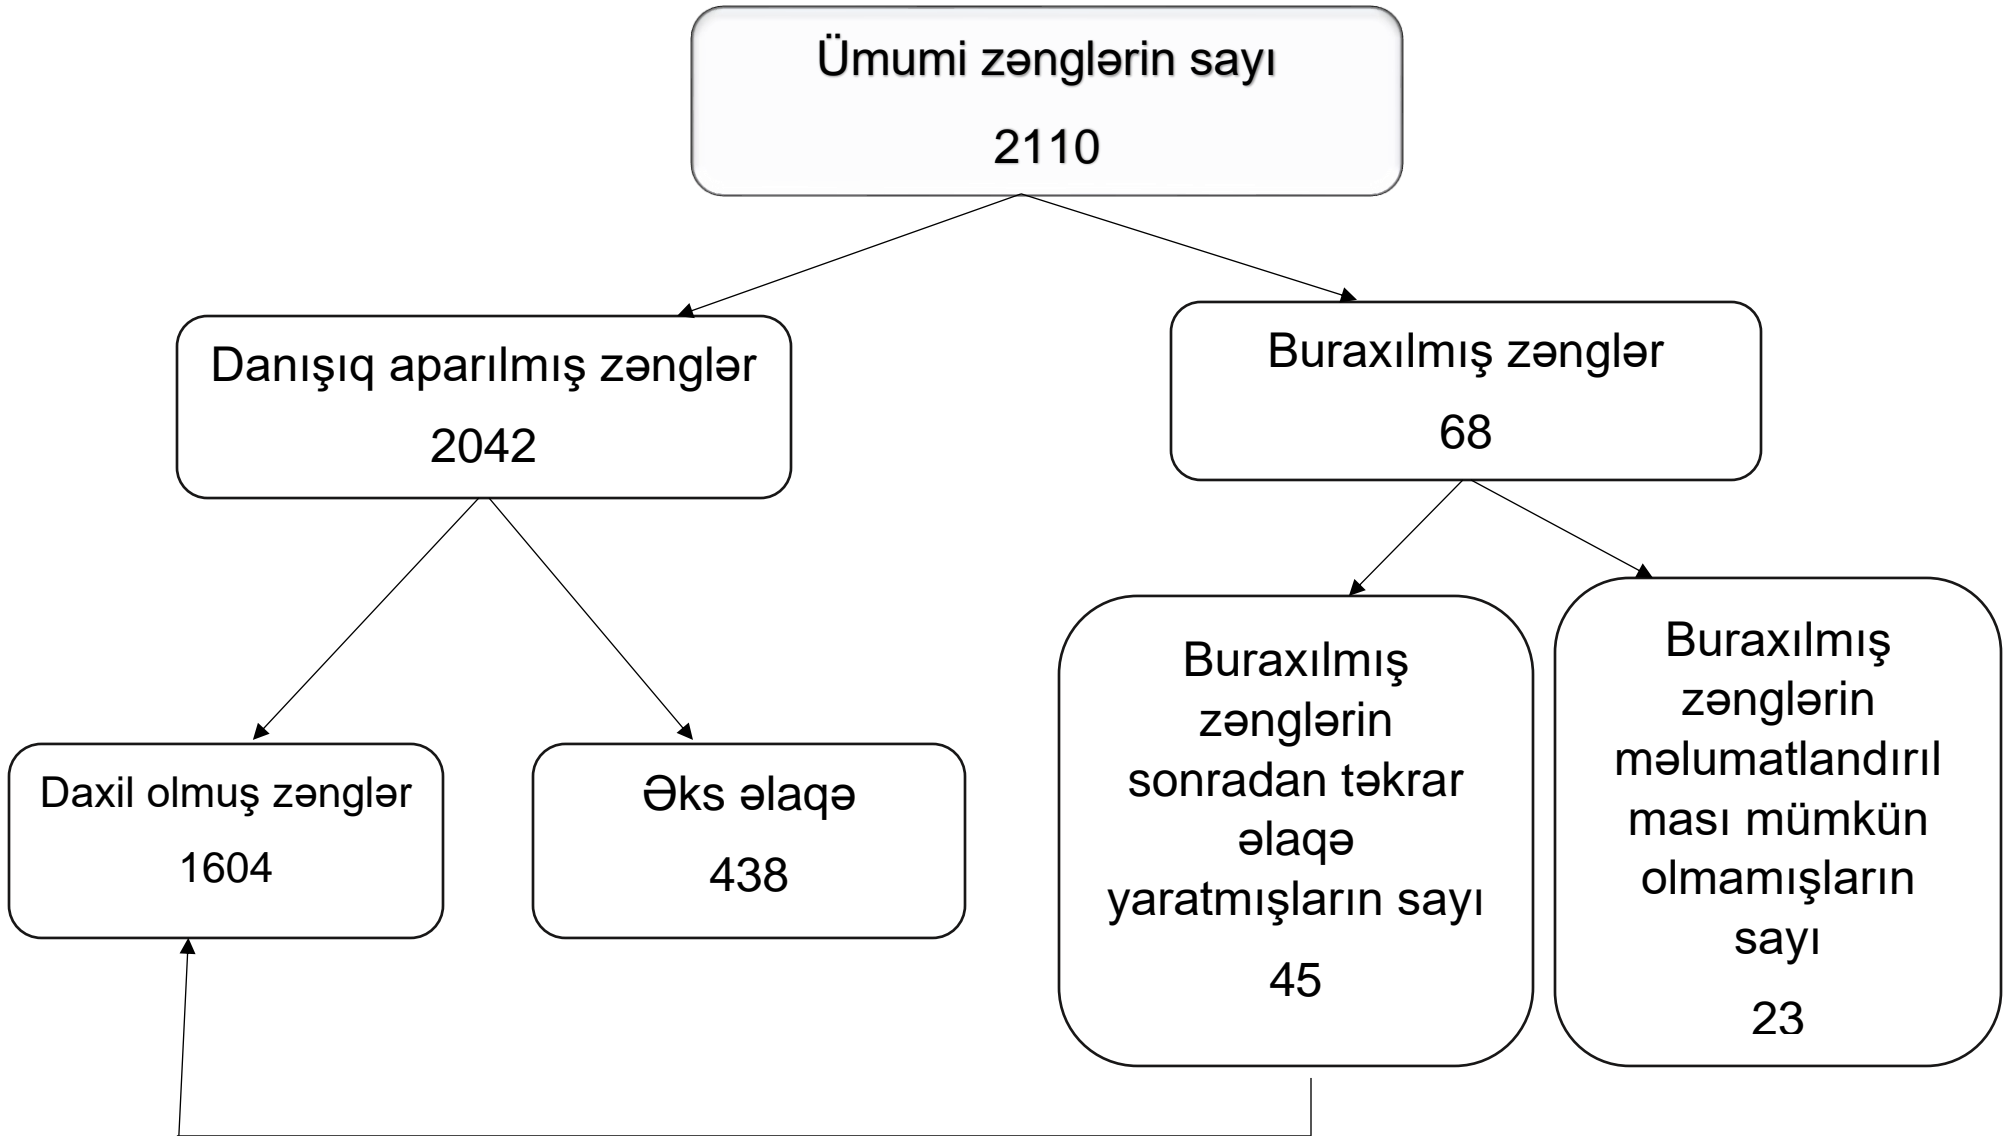 Ümumi zənglərin sayı
2110
Danışıq aparılmış zənglər
2042
Buraxılmış zənglər
68
Daxil olmuş zənglər
1604
Əks əlaqə
438
Buraxılmış
zənglərin
sonradan təkrar
əlaqə
yaratmışların sayı
45
Buraxılmış
zənglərin
məlumatlandırıl
ması mümkün
olmamışların
sayı
23